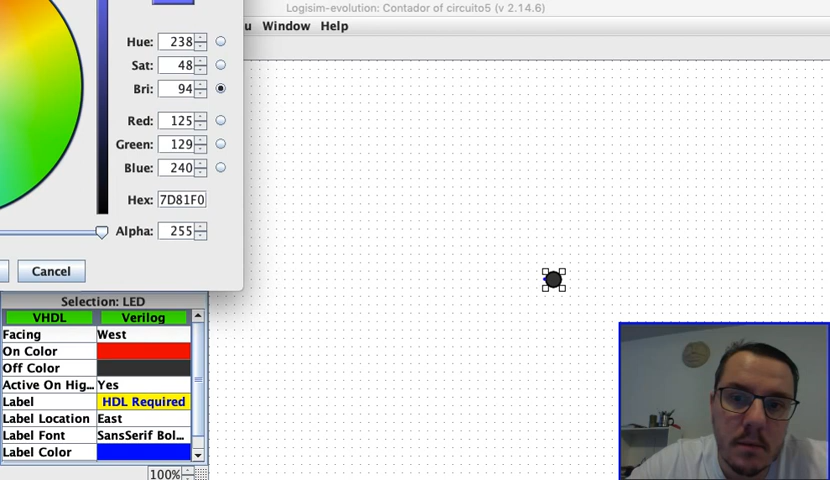 Logisim-evolution: Contador of circuito5 (v 2.14.6)
u Window Help
Hue: 238
Sat: 48
Bri: 94
Red: 125
Green: 129
Blue: 240
Hex: 7D81F0
Alpha: 255
Cancel
Selection: LED
VHDL Verilog
Facing West
On Color
Off Color
Active On Hig... Yes
Label HDL Required
Label Location East
Label Font SansSerif Bol...
Label Color
100%